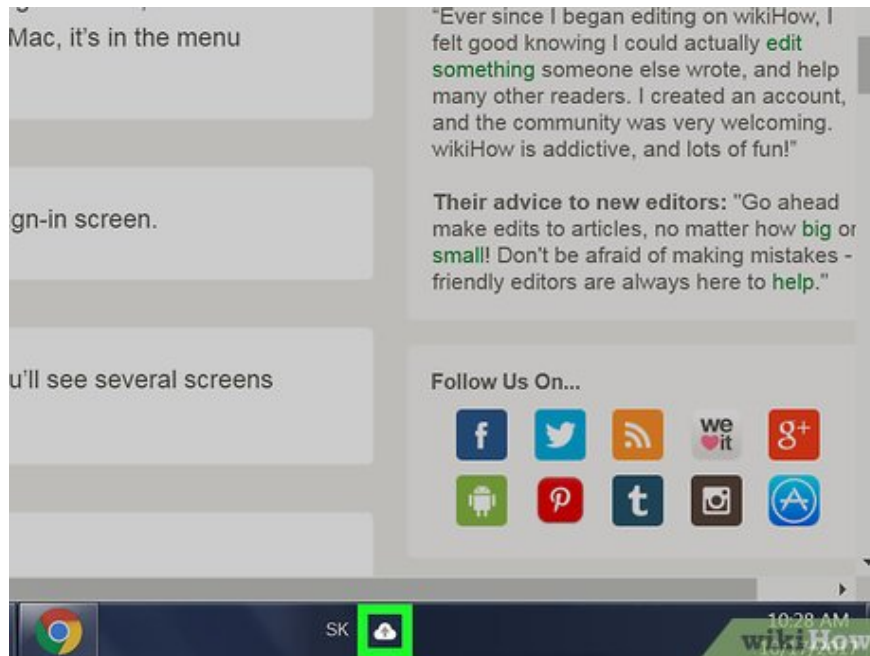 Mac, it's in the menu
gn-in screen.
u'll see several screens
"Ever since I began editing on wikiHow, I
felt good knowing I could actually edit
something someone else wrote, and help
many other readers. I created an account,
and the community was very welcoming.
wikiHow is addictive, and lots of fun!"
Their advice to new editors: "Go ahead
make edits to articles, no matter how big or
small! Don't be afraid of making mistakes -
friendly editors are always here to help."
Follow Us On...
f
we
it
g+
t
SK
10:28 AM
wikiHow